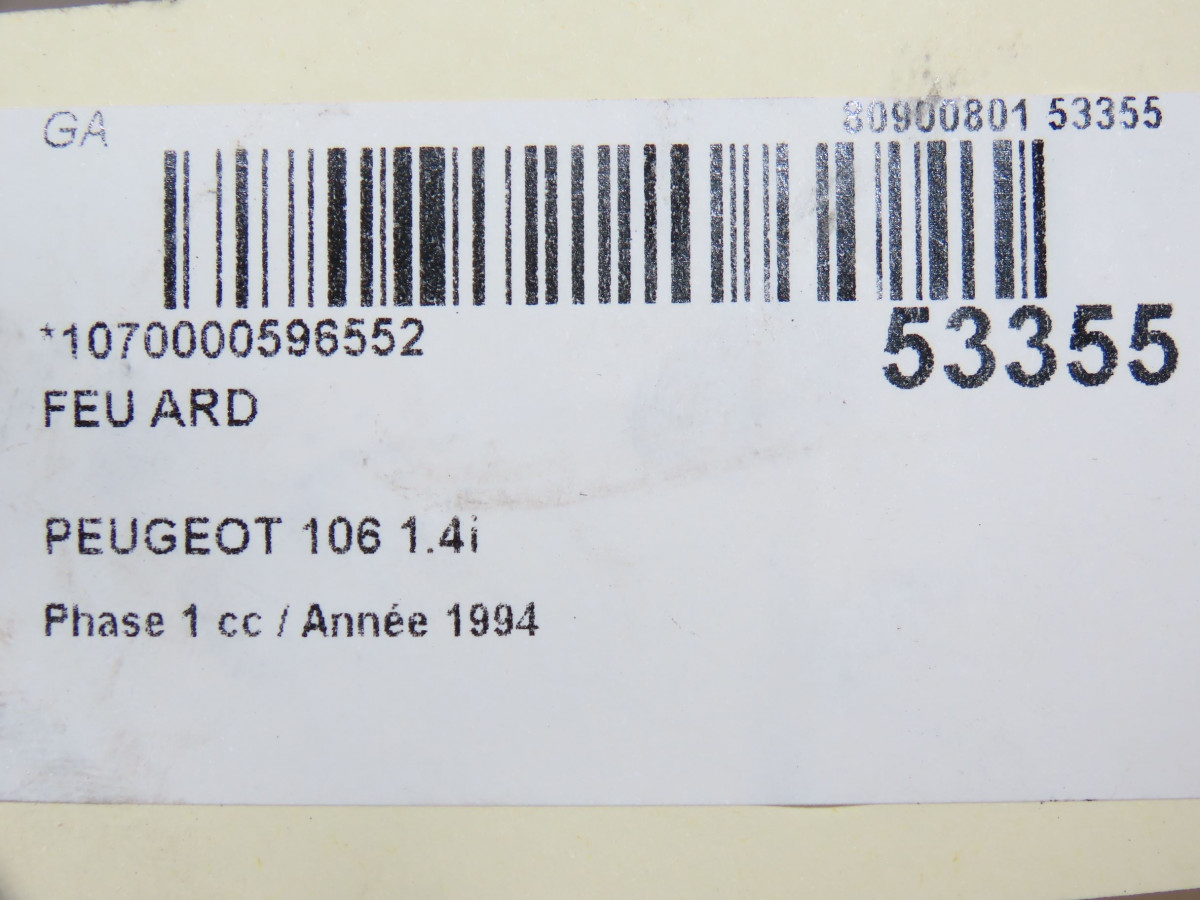 GA 80900801 53355
*1070000596552 53355
FEU ARD
PEUGEOT 106 1.4i
Phase 1 cc / Année 1994